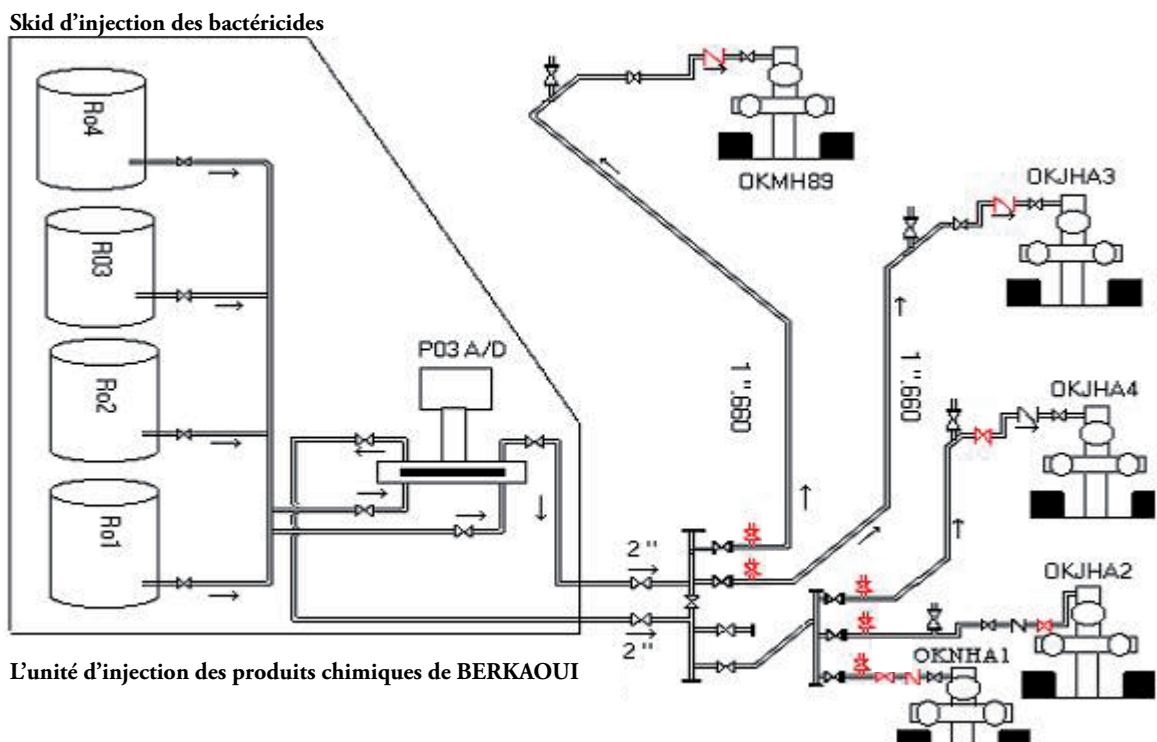 Skid d'injection des bactéricides
Ro4
R03
Ro2
Ro1
P03 A/D
OKMH89
OKJHA3
1".660
1".660
OKJHA4
2"
2"
OKJHA2
OKNHA1
L'unité d'injection des produits chimiques de BERKAOUI